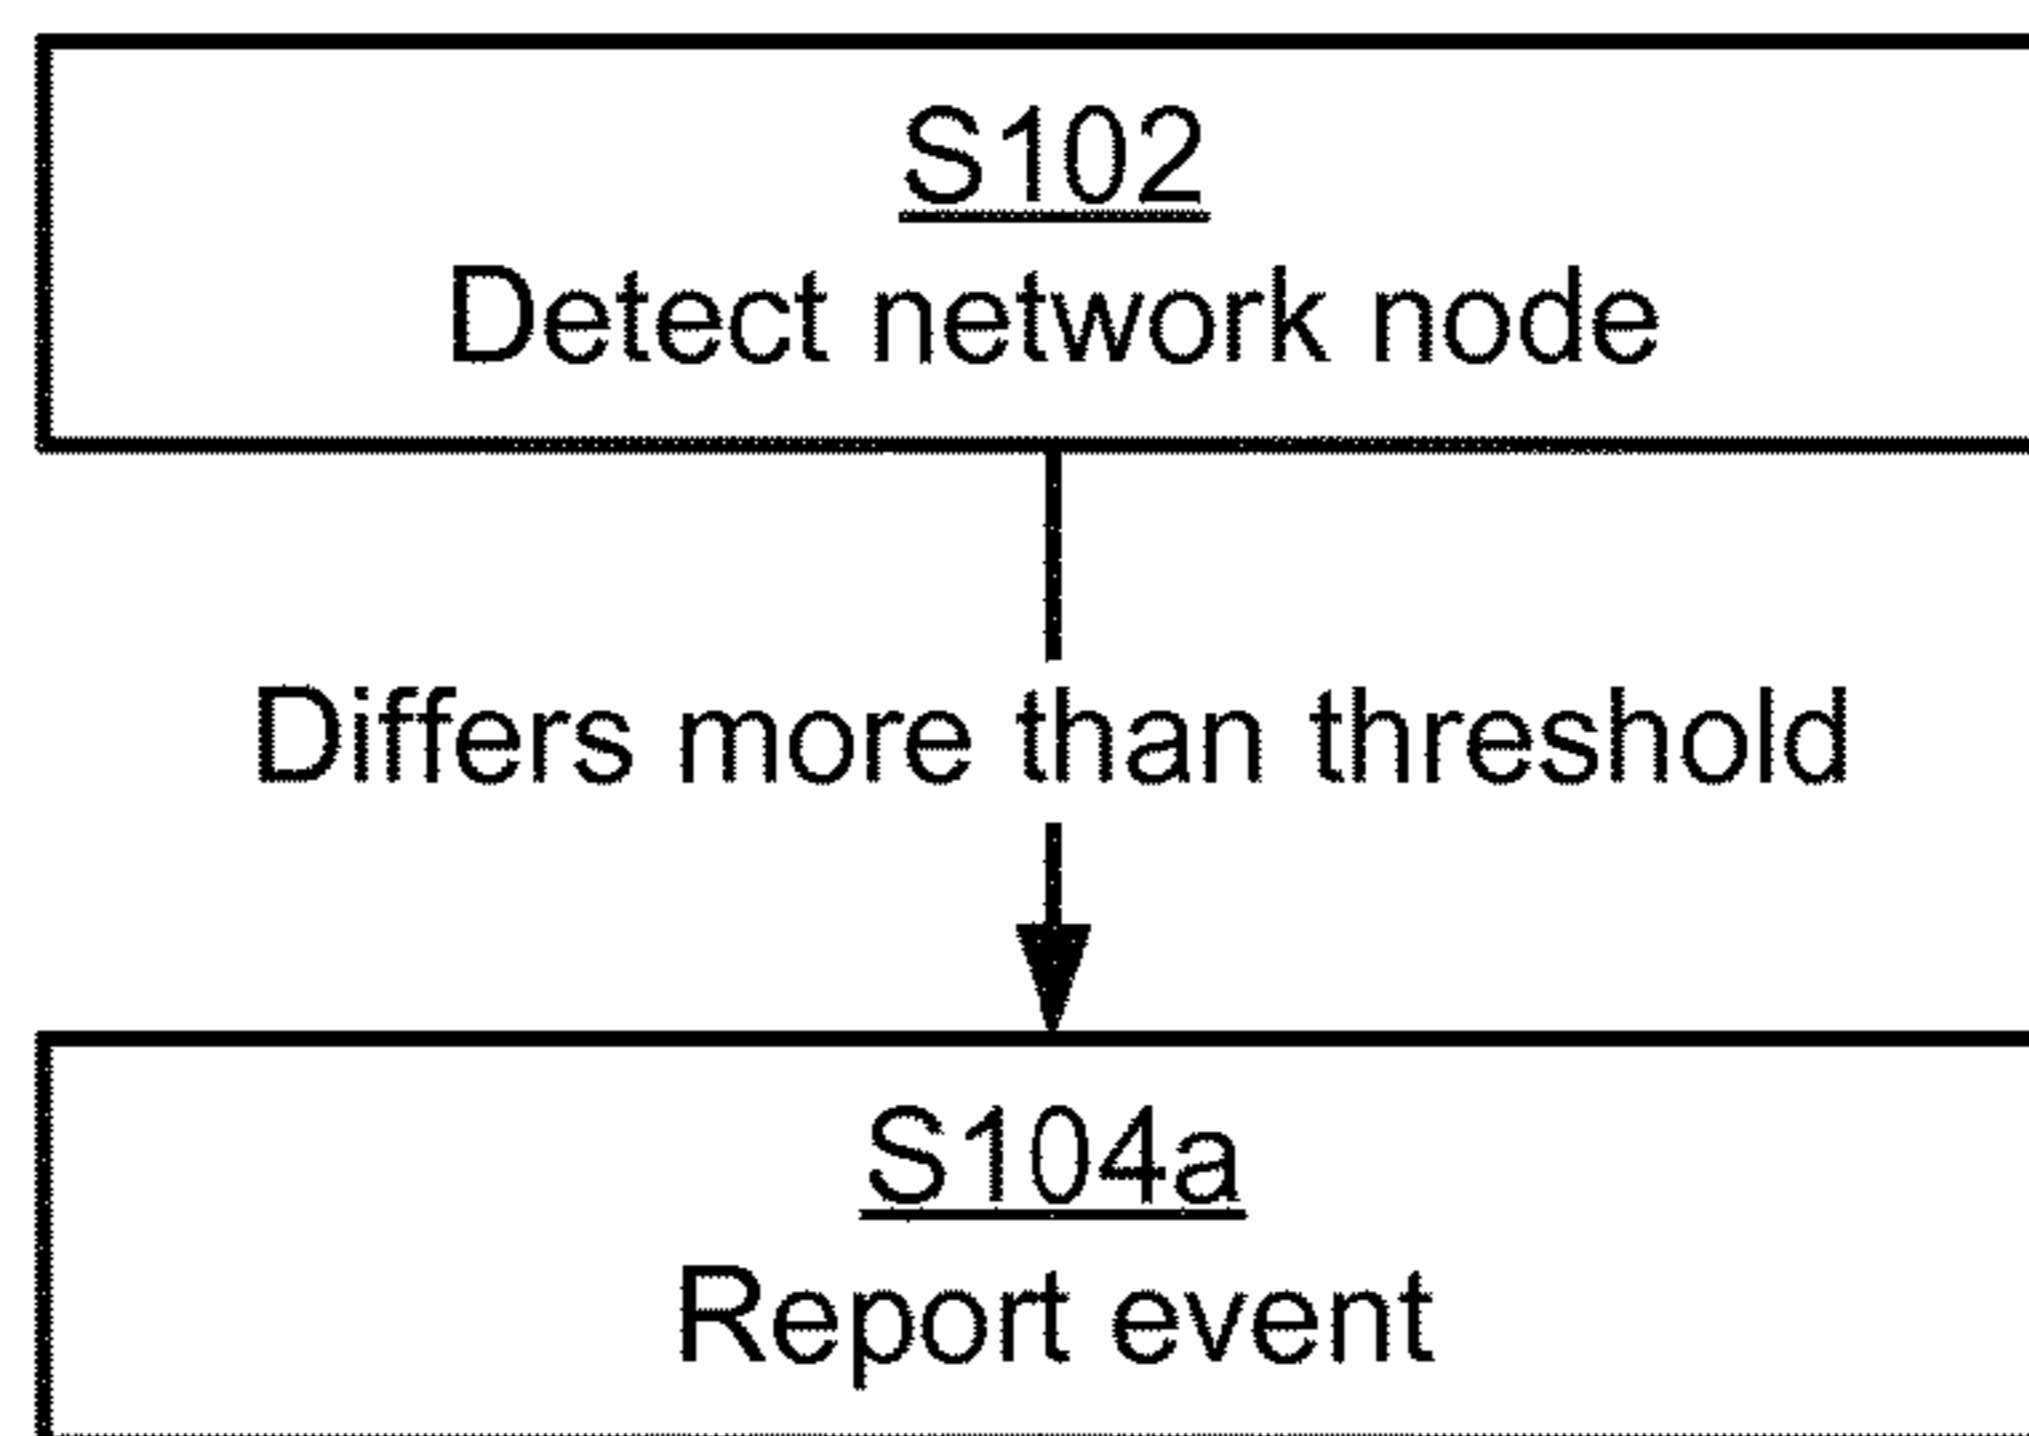 S102
Detect network node
Differs more than threshold
S104a
Report event